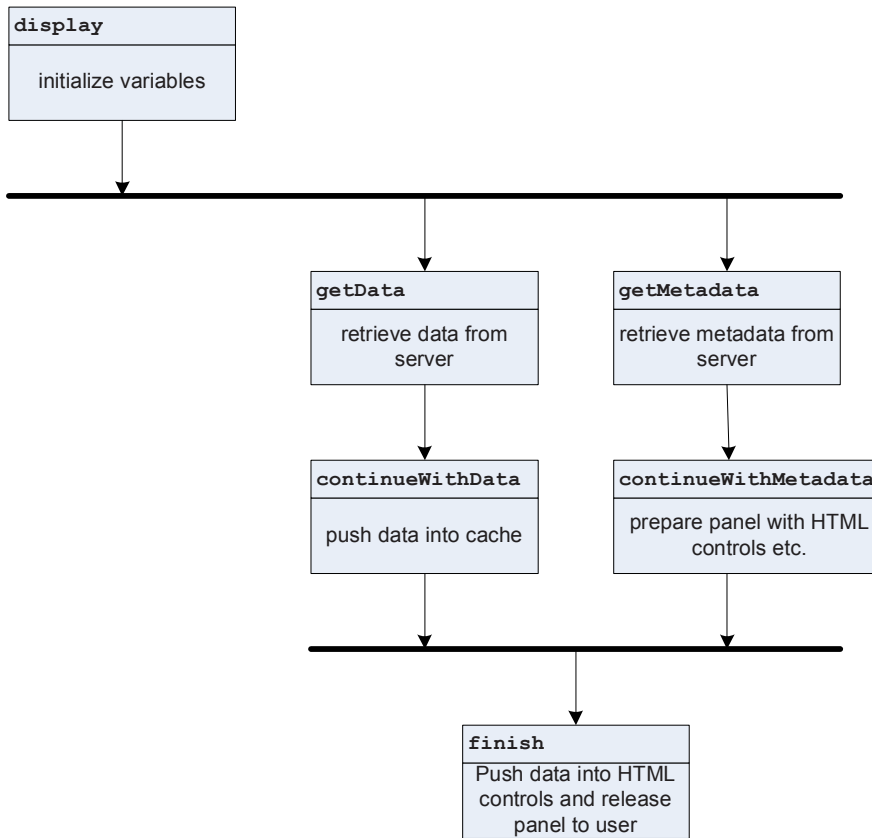 display
initialize variables
getData
retrieve data from
server
getMetadata
retrieve metadata from
server
continueWithData
push data into cache
continueWithMetadata
prepare panel with HTML
controls etc.
finish
Push data into HTML
controls and release
panel to user